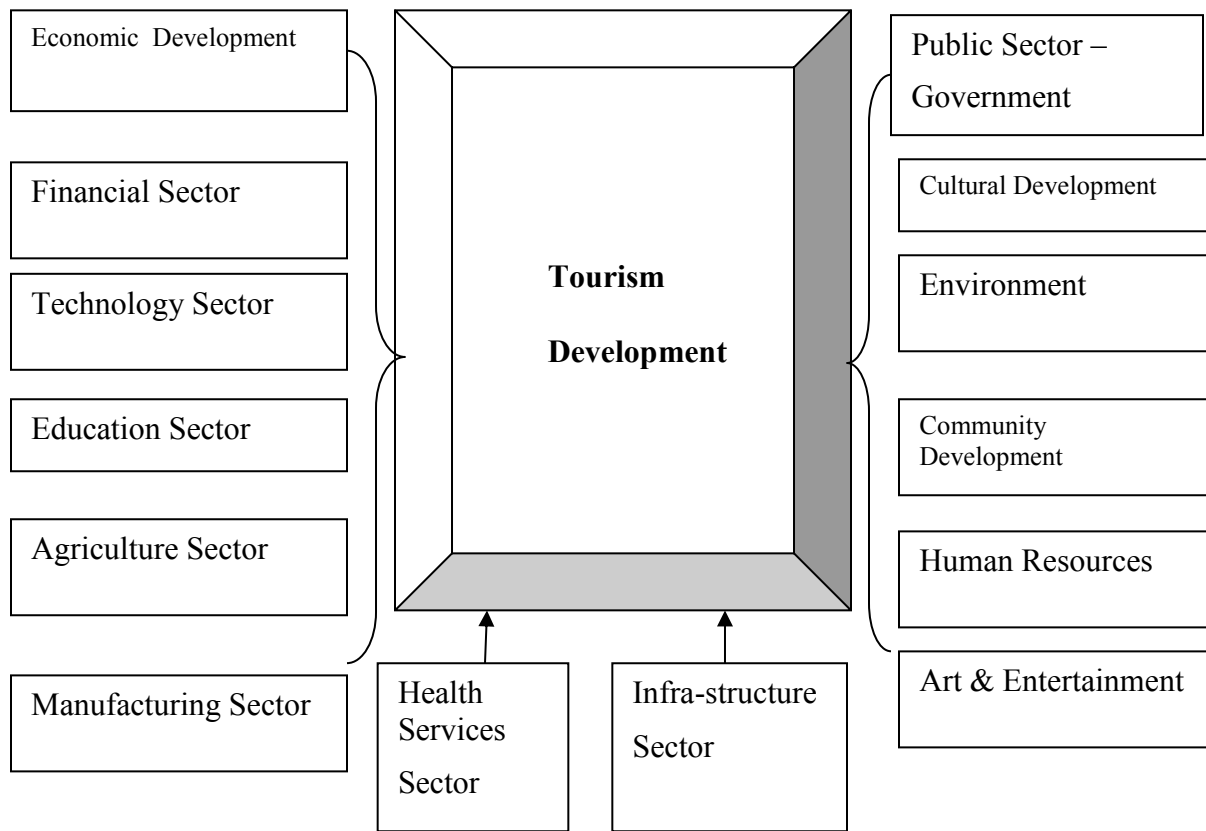 Economic Development
Financial Sector
Technology Sector
Education Sector
Agriculture Sector
Manufacturing Sector
Tourism
Development
Health
Services
Sector
Infra-structure
Sector
Public Sector –
Government
Cultural Development
Environment
Community
Development
Human Resources
Art & Entertainment